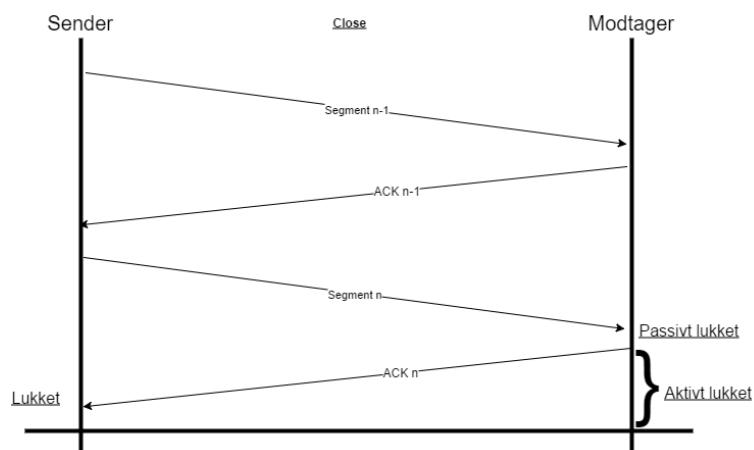 Sender
Close
Modtager
Segment n-1
ACK n-1
Segment n
Passivt lukket
ACK n
Aktivt lukket
Lukket